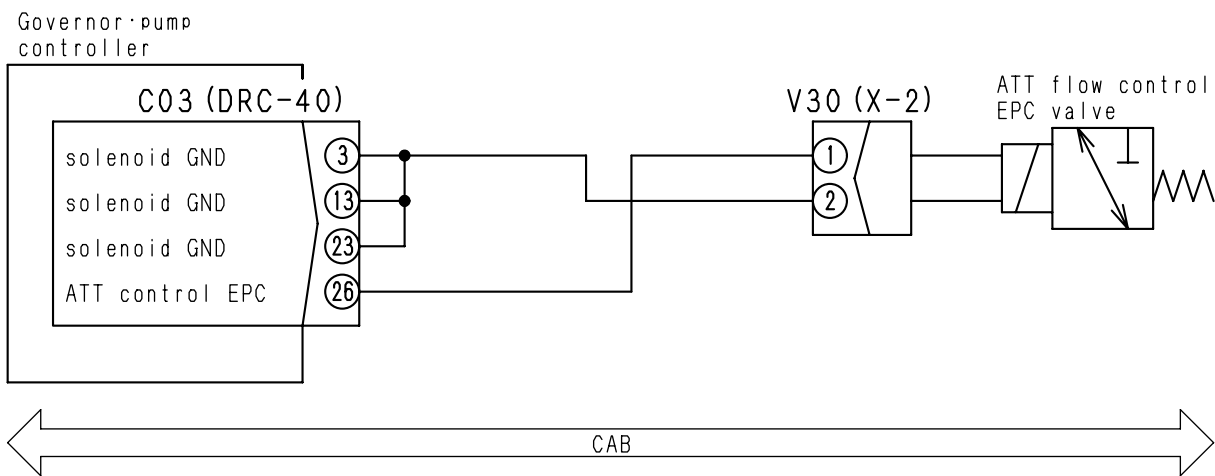 Governor·pump
controller
C03 (DRC-40)
V30 (X-2)
ATT flow control
EPC valve
solenoid GND 3
solenoid GND 13
solenoid GND 23
ATT control EPC 26
1
2
CAB